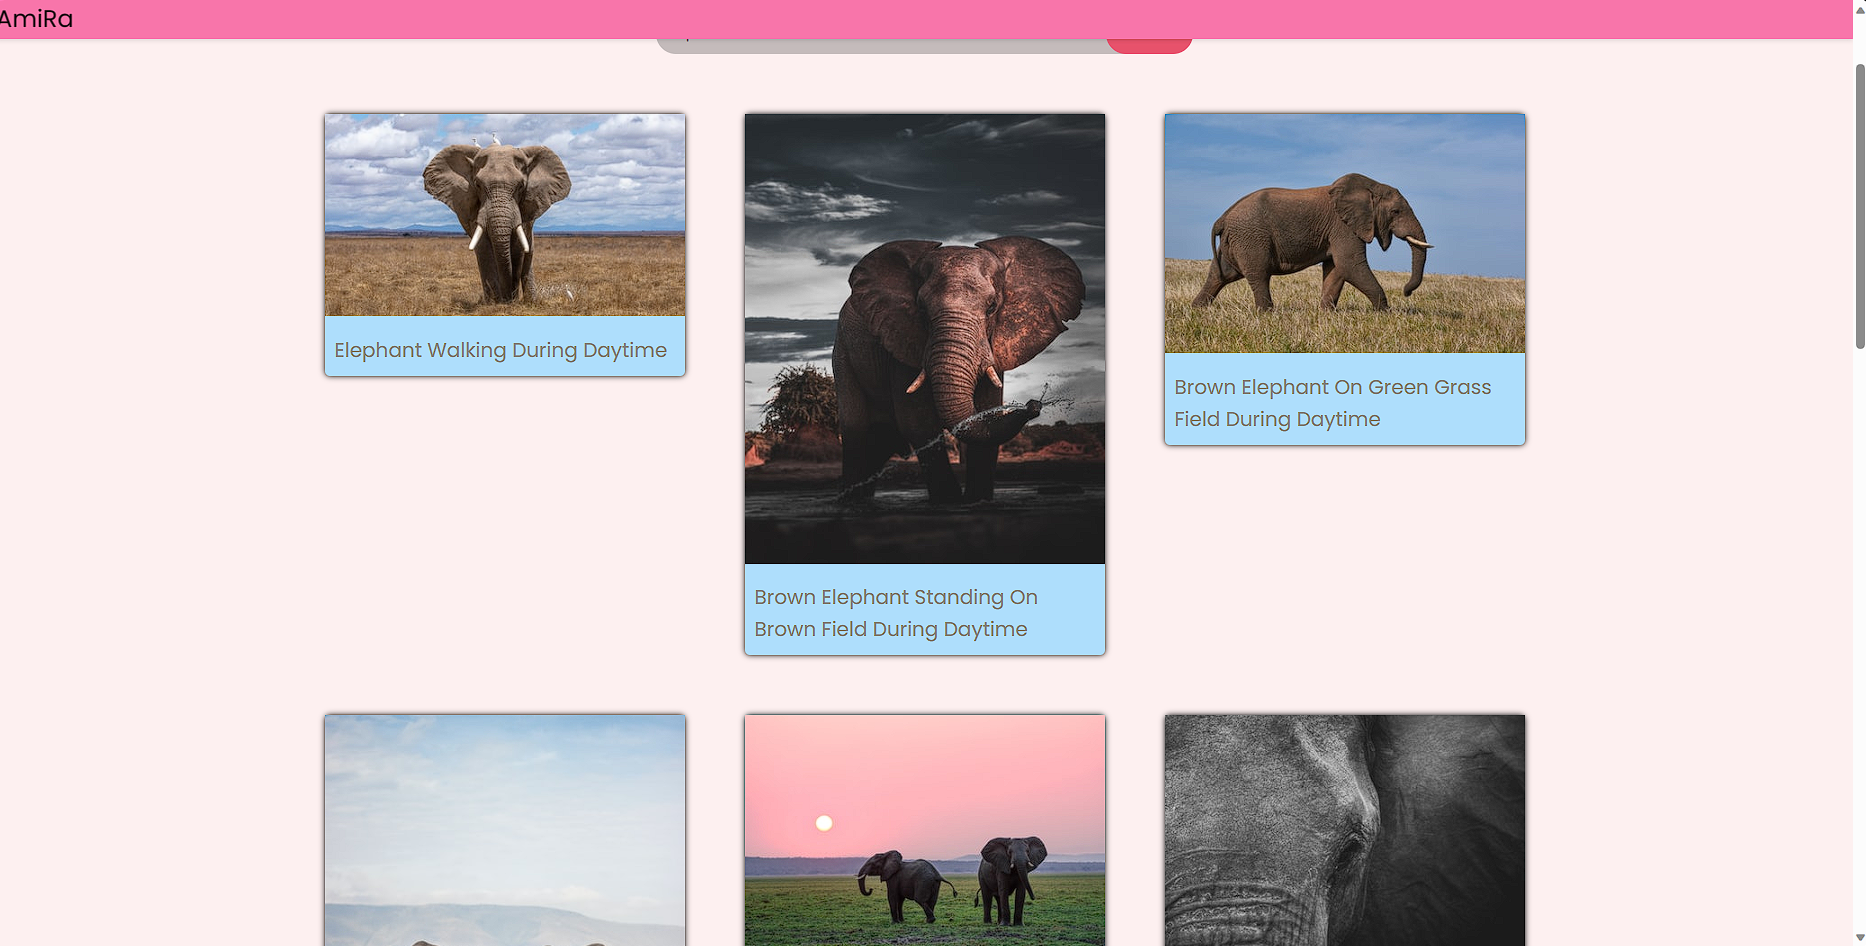 AmiRa
Elephant Walking During Daytime
Brown Elephant On Green Grass
Field During Daytime
Brown Elephant Standing On
Brown Field During Daytime